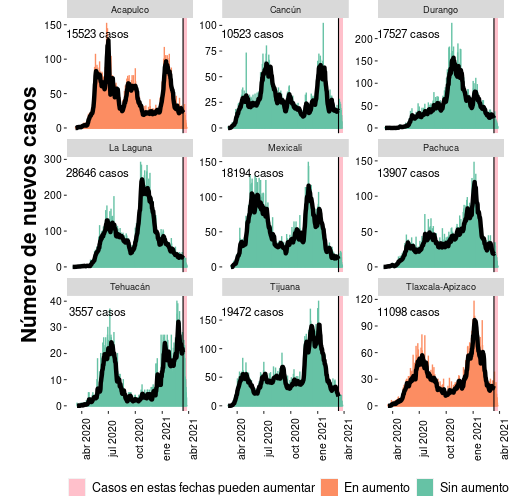 Número de nuevos casos
Acapulco
15523 casos
150
100
50
0
Cancún
10523 casos
100
75
50
25
0
Durango
17527 casos
200
150
100
50
0
La Laguna
28646 casos
300
200
100
0
Mexicali
18194 casos
150
100
50
0
Pachuca
13907 casos
150
100
50
0
Tehuacán
3557 casos
40
30
20
10
0
Tijuana
19472 casos
150
100
50
0
Tlaxcala-Apizaco
11098 casos
120
90
60
30
0
abr 2020
jul 2020
oct 2020
ene 2021
abr 2021
abr 2020
jul 2020
oct 2020
ene 2021
abr 2021
abr 2020
jul 2020
oct 2020
ene 2021
abr 2021
Casos en estas fechas pueden aumentar
En aumento
Sin aumento